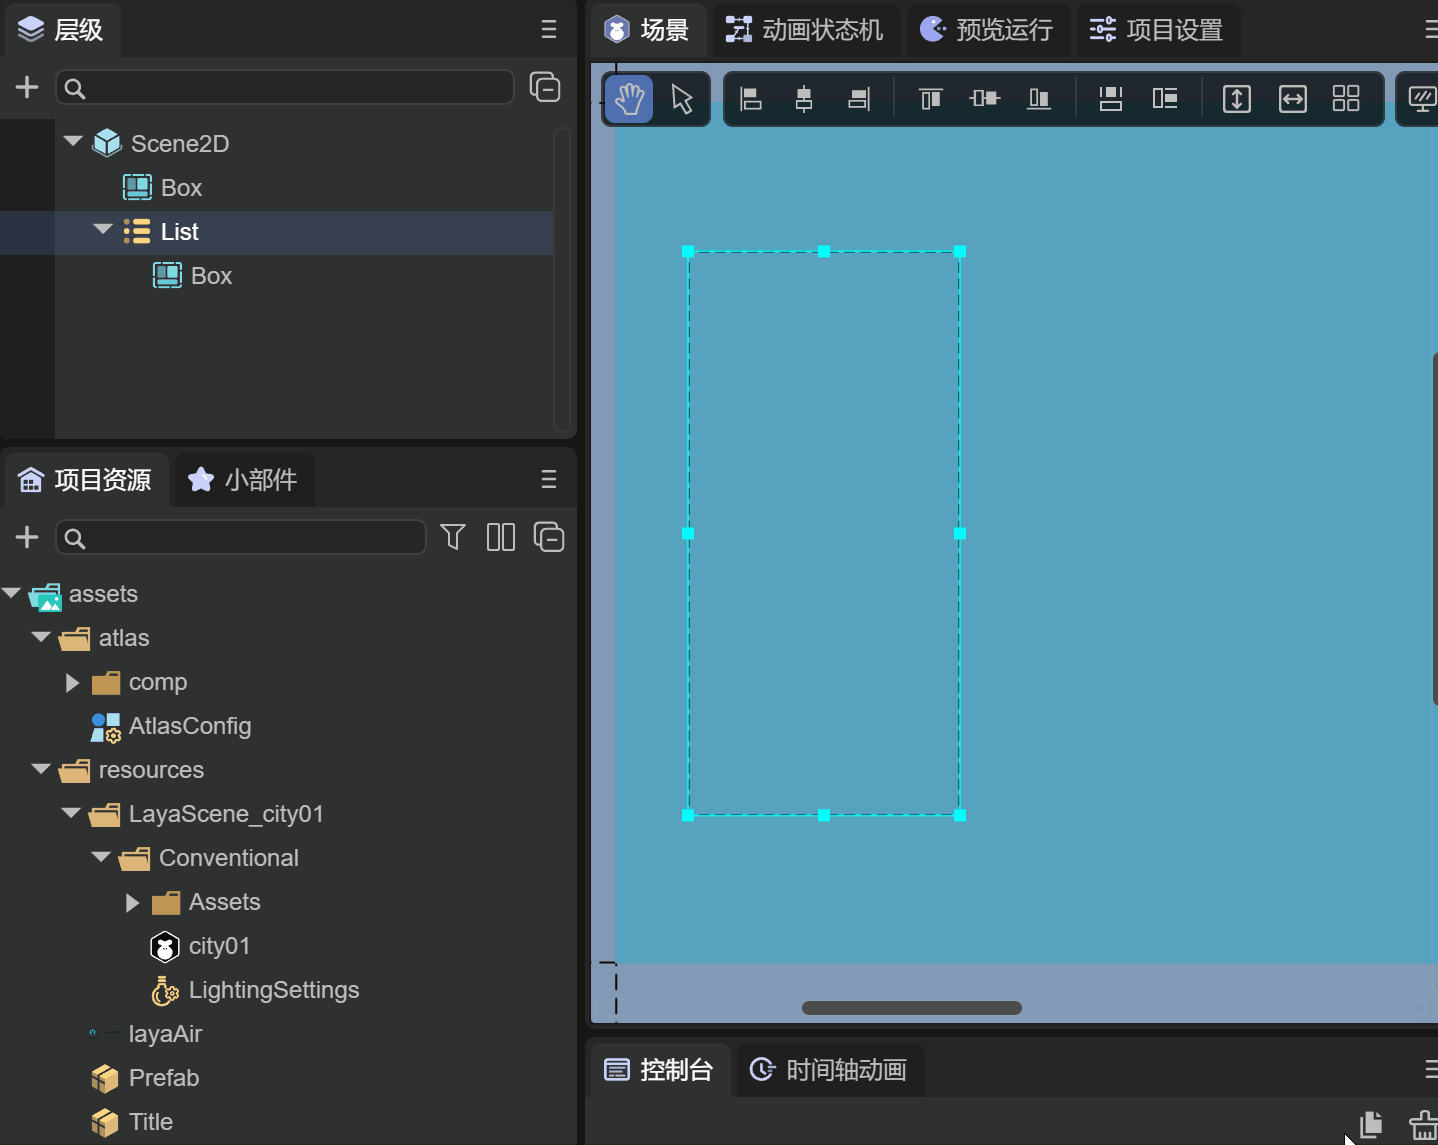 层级
Scene2D
Box
List
Box
项目资源 小部件
assets
atlas
comp
AtlasConfig
resources
LayaScene_city01
Conventional
Assets
city01
LightingSettings
layaAir
Prefab
Title
场景 动画状态机 预览运行 项目设置
控制台 时间轴动画